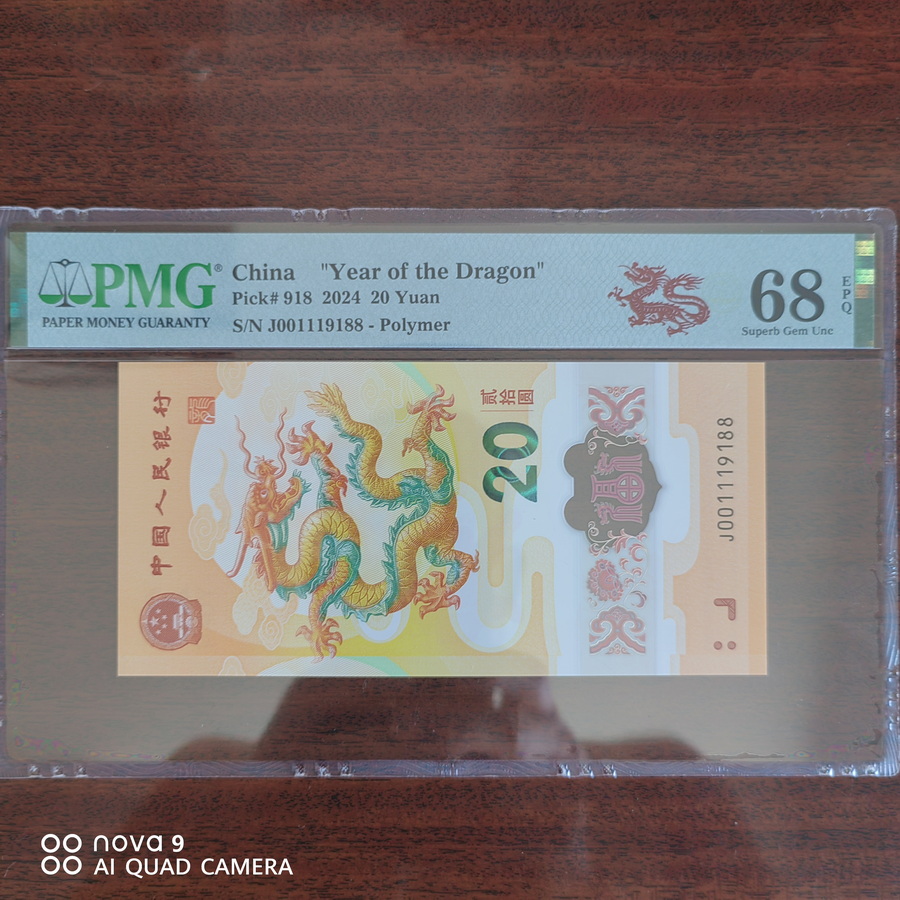 PMG®
PAPER MONEY GUARANTY
China "Year of the Dragon"
Pick# 918 2024 20 Yuan
S/N J001119188 - Polymer
68
EPQ
Superb Gem Unc
中国人民银行
贰拾圆
20
福
J001119188
nova 9
AI QUAD CAMERA